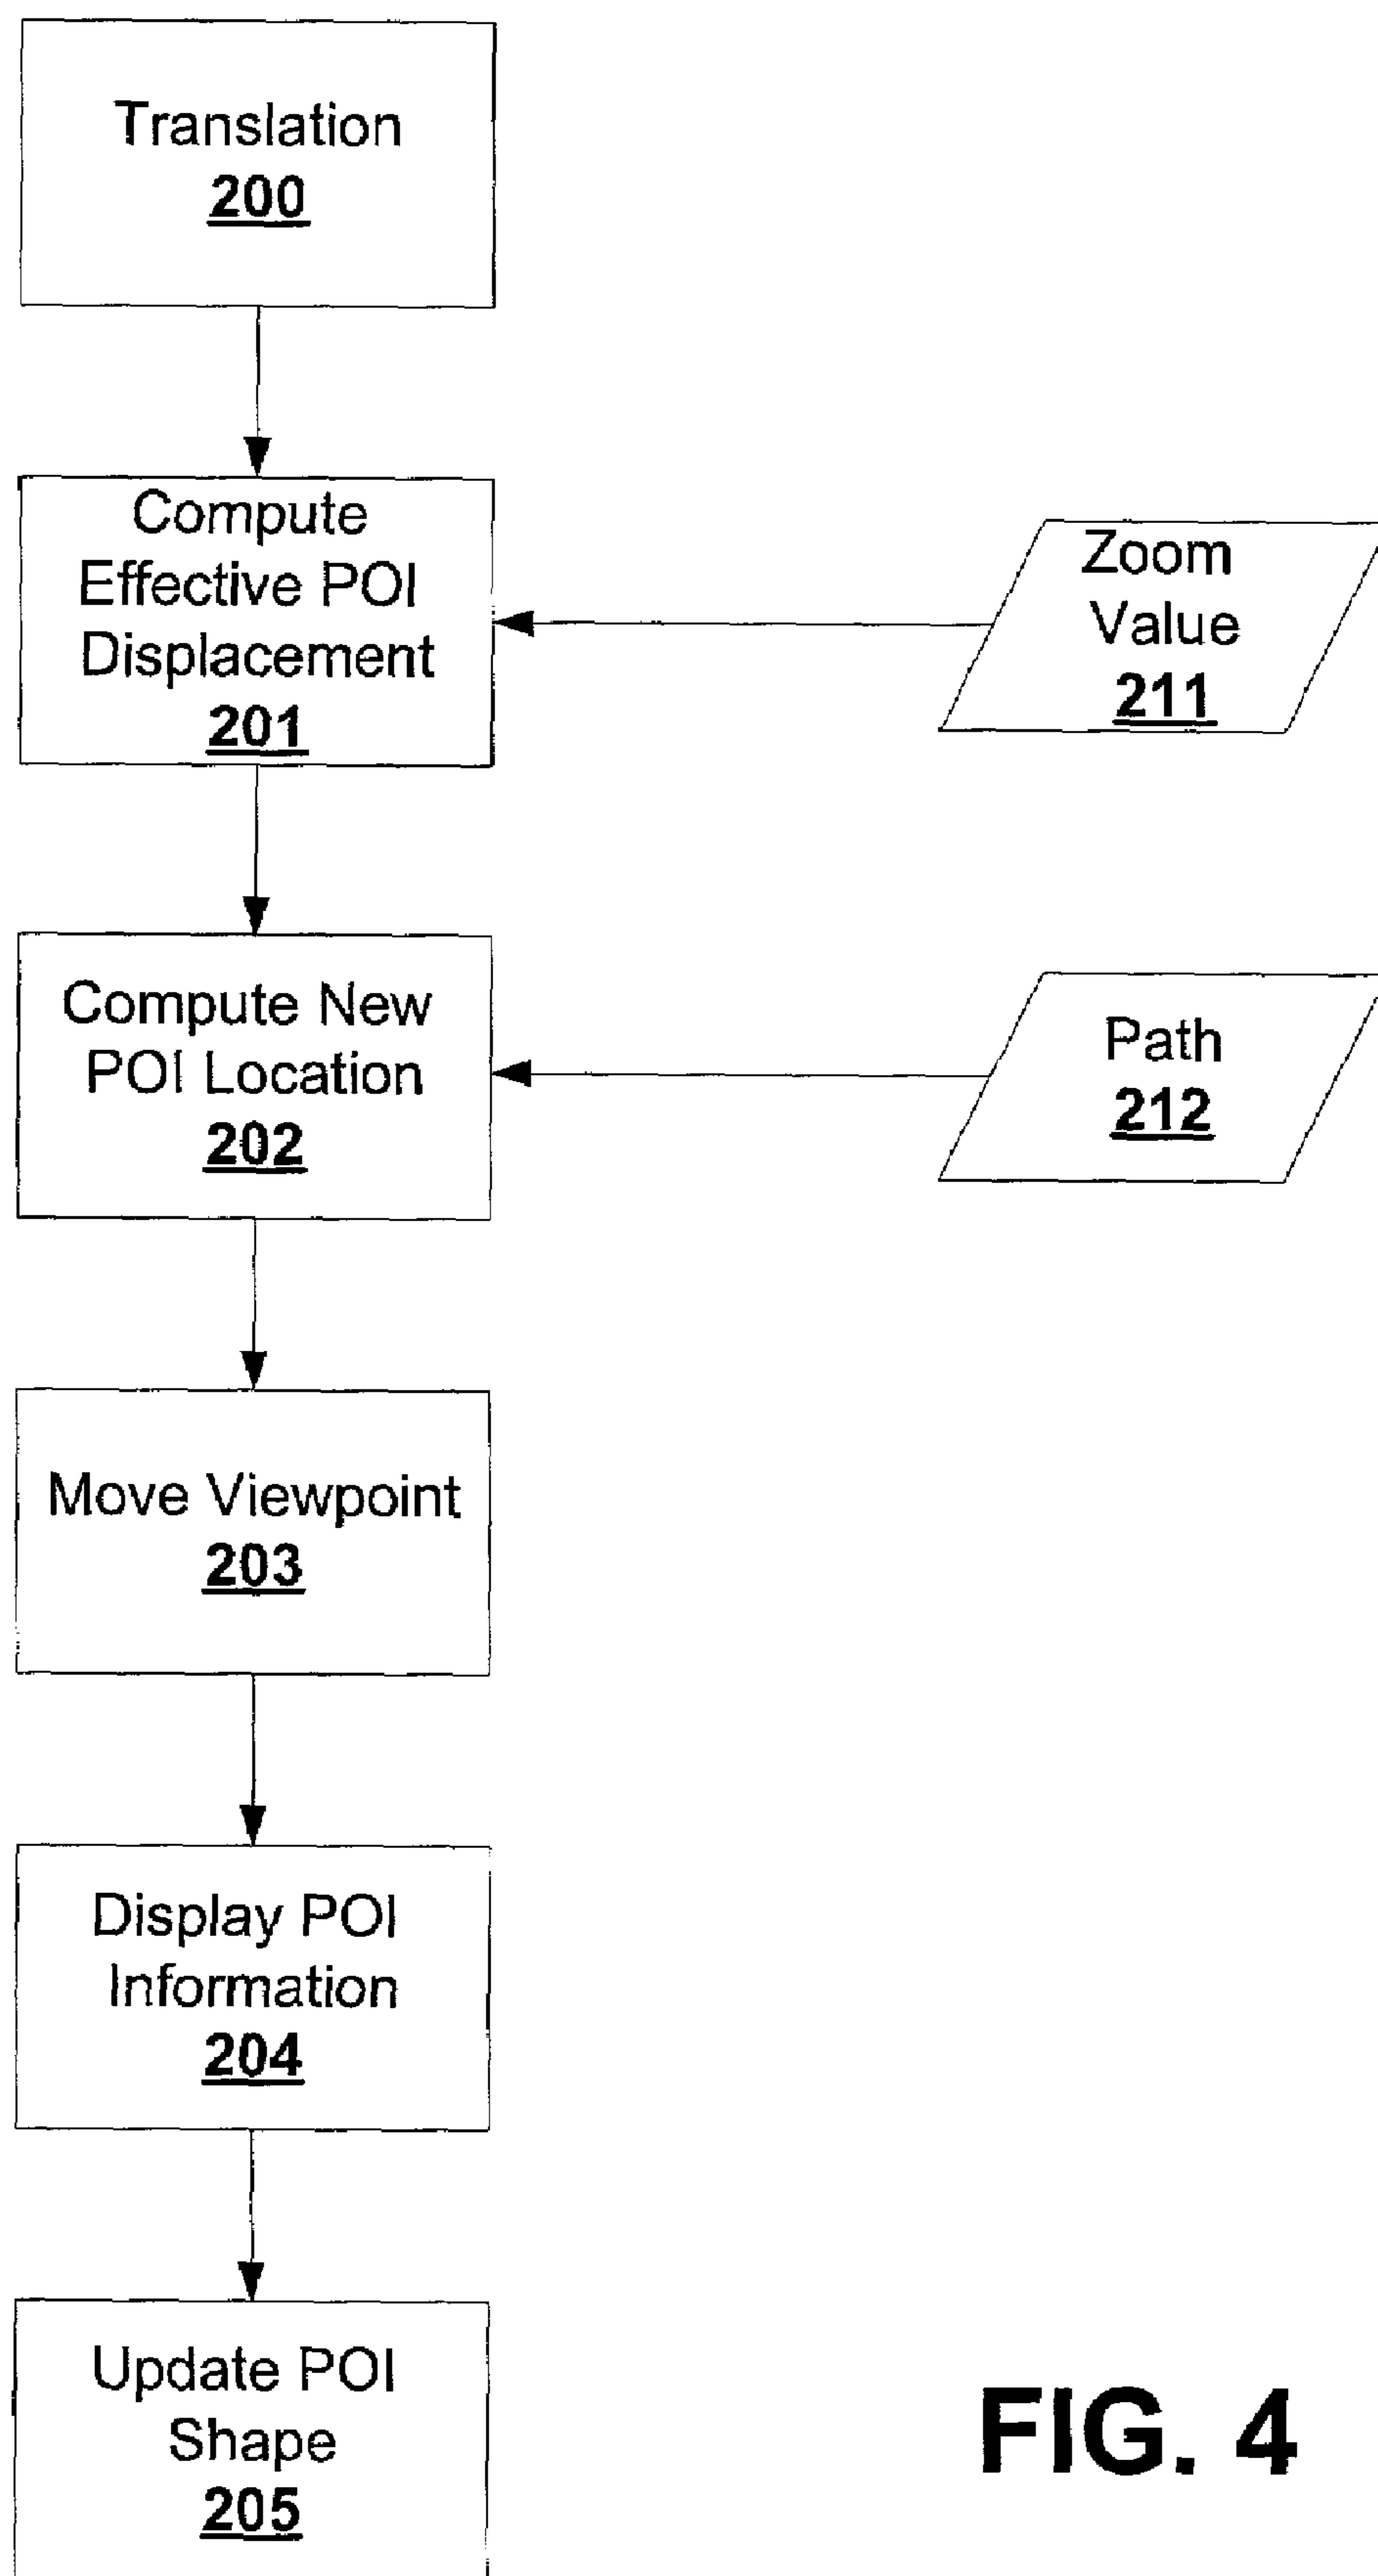 Translation
200
Compute
Effective POI
Displacement
201
Zoom
Value
211
Compute New
POI Location
202
Path
212
Move Viewpoint
203
Display POI
Information
204
Update POI
Shape
205
FIG. 4